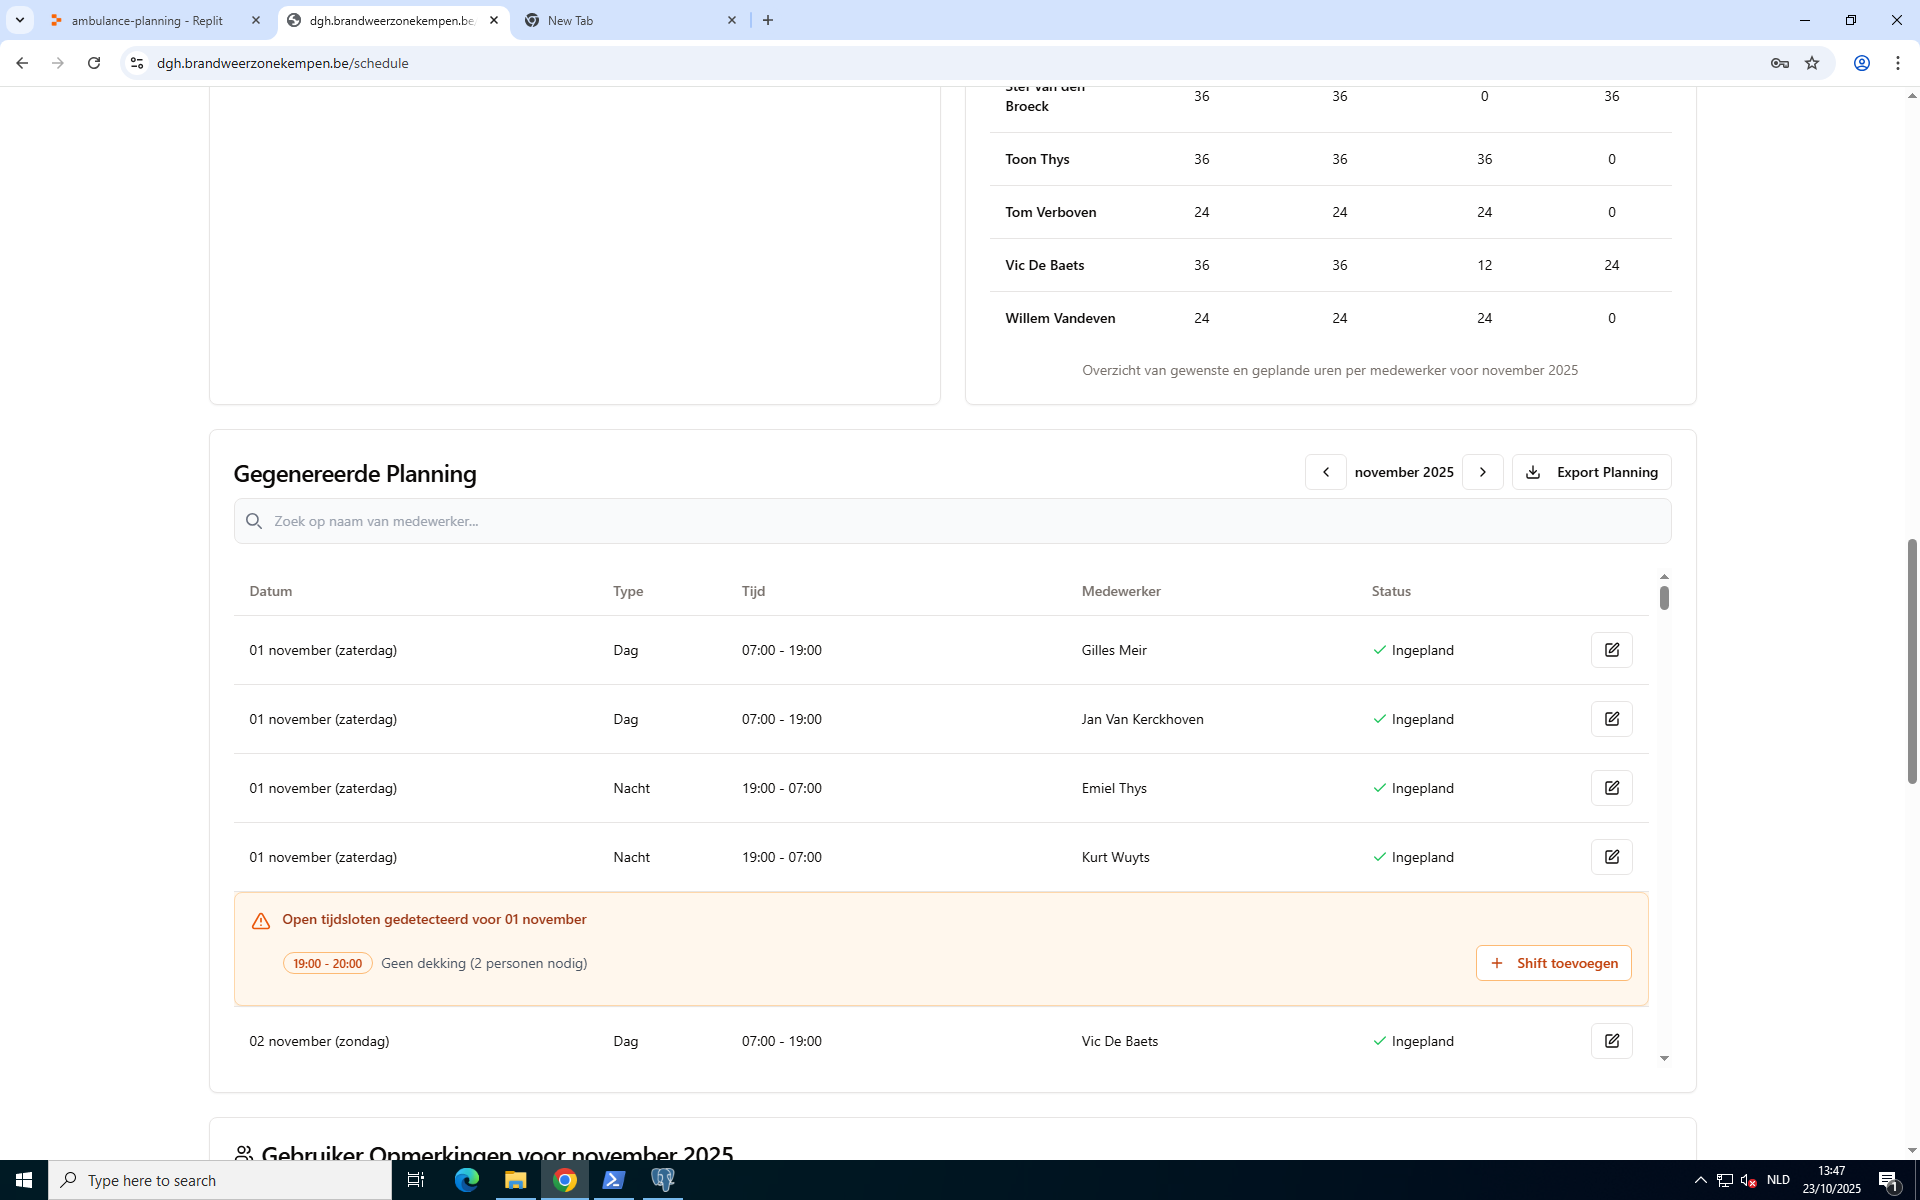 ambulance-planning - Replit
dgh.brandweerzonekempen.be
New Tab
dgh.brandweerzonekempen.be/schedule
Stef Van den Broeck 36 36 0 36
Toon Thys 36 36 36 0
Tom Verboven 24 24 24 0
Vic De Baets 36 36 12 24
Willem Vandeven 24 24 24 0
Overzicht van gewenste en geplande uren per medewerker voor november 2025
Gegenereerde Planning
november 2025
Export Planning
Zoek op naam van medewerker...
Datum Type Tijd Medewerker Status
01 november (zaterdag) Dag 07:00 - 19:00 Gilles Meir Ingepland
01 november (zaterdag) Dag 07:00 - 19:00 Jan Van Kerckhoven Ingepland
01 november (zaterdag) Nacht 19:00 - 07:00 Emiel Thys Ingepland
01 november (zaterdag) Nacht 19:00 - 07:00 Kurt Wuyts Ingepland
Open tijdsloten gedetecteerd voor 01 november
19:00 - 20:00 Geen dekking (2 personen nodig) Shift toevoegen
02 november (zondag) Dag 07:00 - 19:00 Vic De Baets Ingepland
Gebruiker Opmerkingen voor november 2025
Type here to search
NLD
13:47
23/10/2025
1